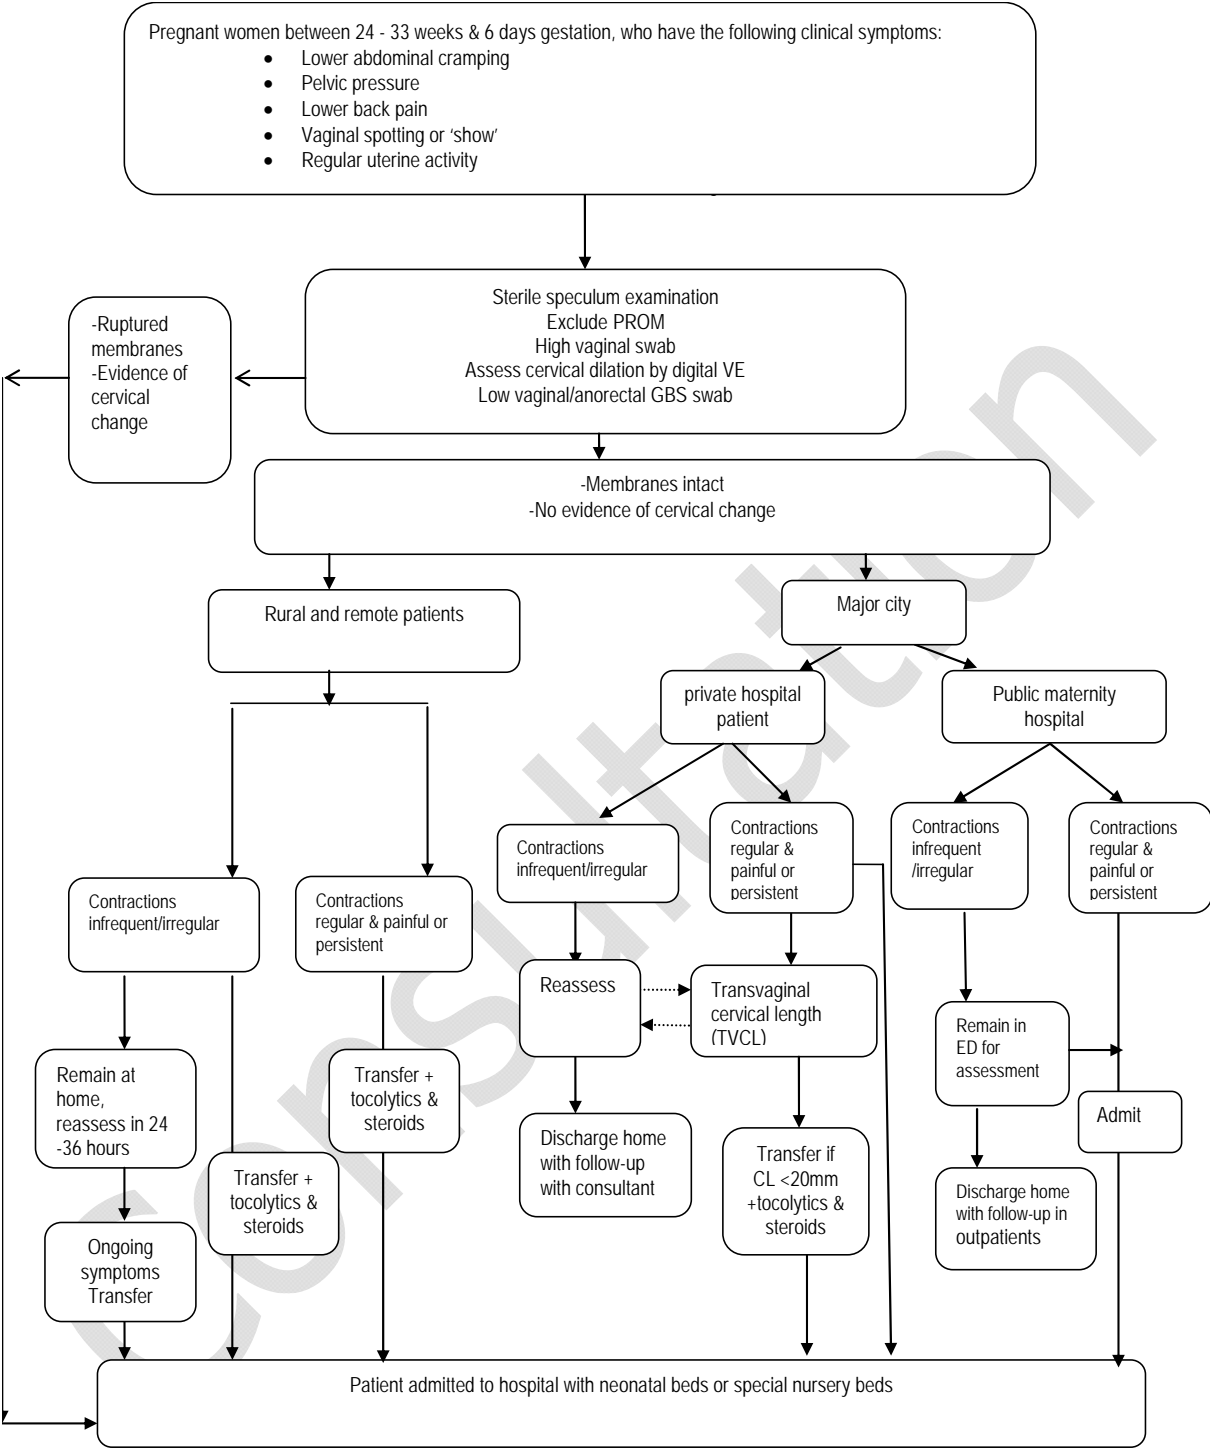 Pregnant women between 24 - 33 weeks & 6 days gestation, who have the following clinical symptoms:
• Lower abdominal cramping
• Pelvic pressure
• Lower back pain
• Vaginal spotting or ‘show’
• Regular uterine activity
Sterile speculum examination
Exclude PROM
High vaginal swab
Assess cervical dilation by digital VE
Low vaginal/anorectal GBS swab
-Ruptured
membranes
-Evidence of
cervical
change
-Membranes intact
-No evidence of cervical change
Rural and remote patients
Major city
private hospital
patient
Public maternity
hospital
Contractions
infrequent/irregular
Contractions
regular & painful or
persistent
Contractions
infrequent/irregular
Contractions
regular &
painful or
persistent
Contractions
infrequent
/irregular
Contractions
regular &
painful or
persistent
Remain at
home,
reassess in 24
-36 hours
Transfer +
tocolytics &
steroids
Transfer +
tocolytics &
steroids
Ongoing
symptoms
Transfer
Reassess
Transvaginal
cervical length
(TVCL)
Discharge home
with follow-up
with consultant
Transfer if
CL <20mm
+tocolytics &
steroids
Remain in
ED for
assessment
Admit
Discharge home
with follow-up in
outpatients
Patient admitted to hospital with neonatal beds or special nursery beds
Consultation